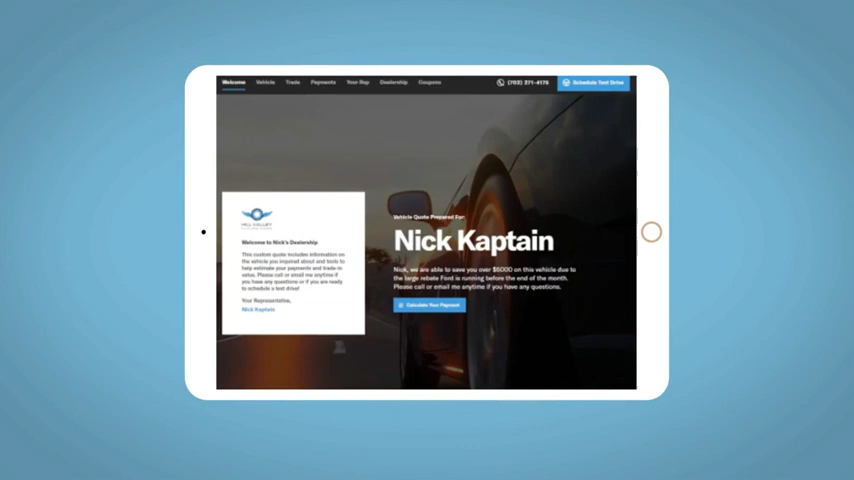 Welcome Vehicle Trade Payments Your Rep Dealership Coupons (702) 271-4175 Schedule Test Drive
HILL VALLEY
Welcome to Nick's Dealership
This custom quote includes information on
the vehicle you inquired about and tools to
help estimate your payments and trade-in
value. Please call or email me anytime if
you have any questions or if you are ready
to schedule a test drive!
Your Representative,
Nick Kaptain
Vehicle Quote Prepared For:
Nick Kaptain
Nick, we are able to save you over $6000 on this vehicle due to
the large rebate Ford is running before the end of the month.
Please call or email me anytime if you have any questions.
Calculate Your Payment